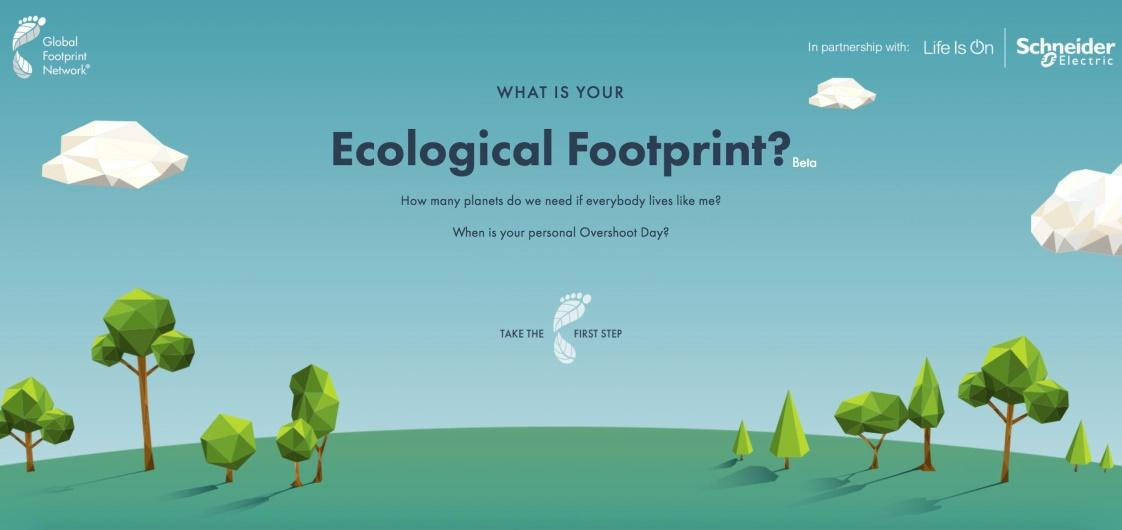 Global
Footprint
Network®
In partnership with: Life Is On Schneider
Electric
WHAT IS YOUR
Ecological Footprint? Beta
How many planets do we need if everybody lives like me?
When is your personal Overshoot Day?
TAKE THE FIRST STEP